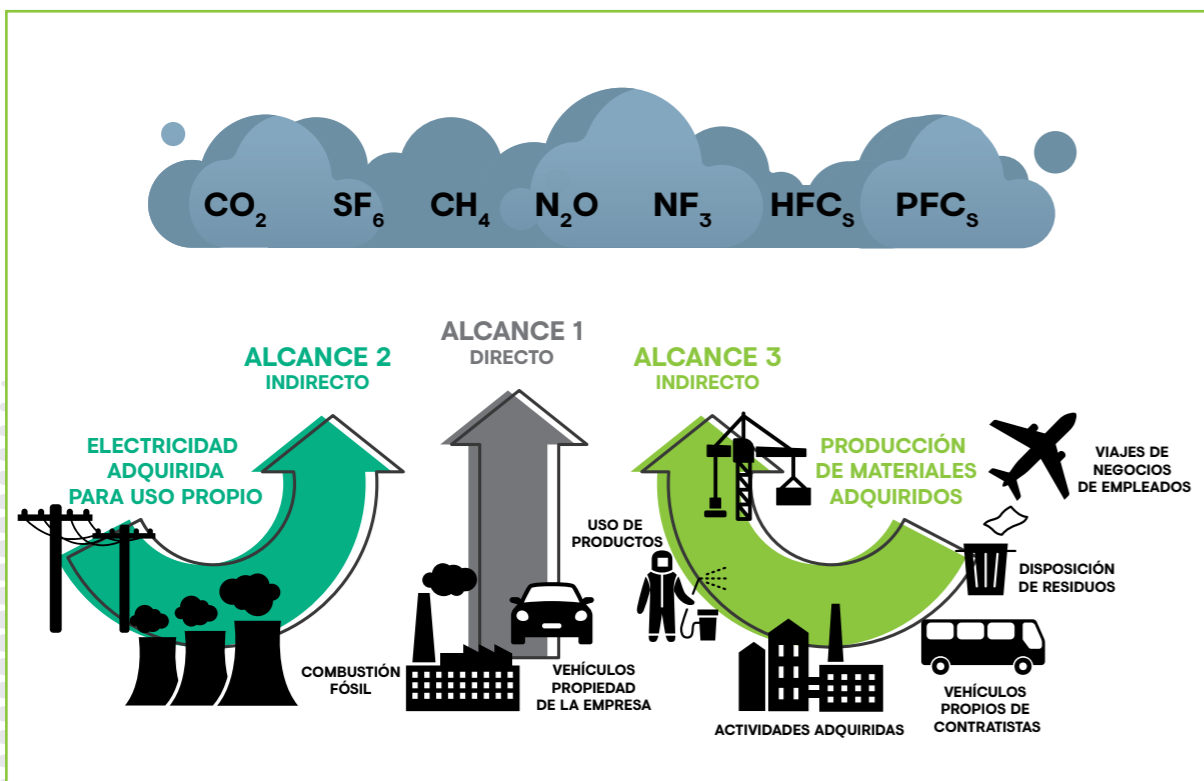 CO₂ SF₆ CH₄ N₂O NF₃ HFCₛ PFCₛ
ALCANCE 2
INDIRECTO
ALCANCE 1
DIRECTO
ALCANCE 3
INDIRECTO
ELECTRICIDAD
ADQUIRIDA
PARA USO PROPIO
COMBUSTIÓN
FÓSIL
VEHÍCULOS
PROPIEDAD
DE LA EMPRESA
USO DE
PRODUCTOS
PRODUCCIÓN
DE MATERIALES
ADQUIRIDOS
VIAJES DE
NEGOCIOS
DE EMPLEADOS
DISPOSICIÓN
DE RESIDUOS
VEHÍCULOS
PROPIOS DE
CONTRATISTAS
ACTIVIDADES ADQUIRIDAS